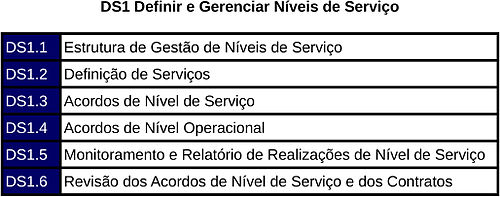 DS1 Definir e Gerenciar Níveis de Serviço
DS1.1 Estrutura de Gestão de Níveis de Serviço
DS1.2 Definição de Serviços
DS1.3 Acordos de Nível de Serviço
DS1.4 Acordos de Nível Operacional
DS1.5 Monitoramento e Relatório de Realizações de Nível de Serviço
DS1.6 Revisão dos Acordos de Nível de Serviço e dos Contratos